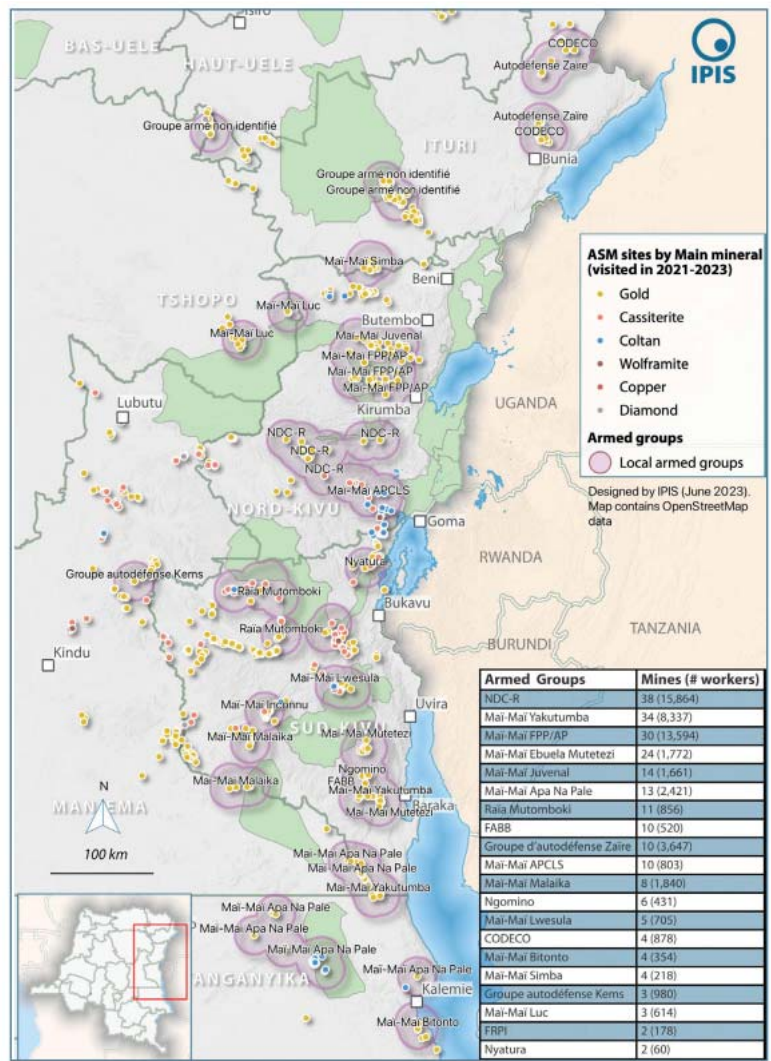 Isiro
BAS-UELE
HAUT-UELE
CODECO
Autodéfense Zaïre
IPIS
Groupe armé non identifié
Autodéfense Zaïre
CODECO
ITURI
Bunia
Groupe armé non identifié
Groupe armé non identifié
Maï-Maï Simba
Beni
TSHOPO
Maï-Maï Luc
Butembo
Maï-Maï Luc
Maï-Maï Juvenal
Maï-Maï FPP/AP
Maï-Maï FPP/AP
Maï-Maï FPP/AP
Kirumba
Lubutu
UGANDA
NDC-R
NDC-R
NDC-R
NDC-R
Maï-Maï APCLS
NORD-KIVU
Goma
RWANDA
Nyatura
Groupe autodéfense Kems
Raïa Mutomboki
Bukavu
Raïa Mutomboki
BURUNDI
TANZANIA
Kindu
Maï-Maï Lwesula
Uvira
Maï-Maï Incunnu
SUD-KIVU
Maï-Maï Malaika
Maï-Maï Mutetezi
Ngomino
FABB
Maï-Maï Malaika
Maï-Maï Yakutumba
Baraka
Maï-Maï Mutetezi
MANIEMA
N
100 km
Maï-Maï Apa Na Pale
Maï-Maï Apa Na Pale
Maï-Maï Yakutumba
Maï-Maï Apa Na Pale
Maï-Maï Apa Na Pale
Maï-Maï Apa Na Pale
TANGANYIKA
Maï-Maï Apa Na Pale
Kalemie
Maï-Maï Bitonto
ASM sites by Main mineral
(visited in 2021-2023)
Gold
Cassiterite
Coltan
Wolframite
Copper
Diamond
Armed groups
Local armed groups
Designed by IPIS (June 2023).
Map contains OpenStreetMap
data
Armed Groups Mines (# workers)
NDC-R 38 (15,864)
Maï-Maï Yakutumba 34 (8,337)
Maï-Maï FPP/AP 30 (13,594)
Maï-Maï Ebuela Mutetezi 24 (1,772)
Maï-Maï Juvenal 14 (1,661)
Maï-Maï Apa Na Pale 13 (2,421)
Raïa Mutomboki 11 (856)
FABB 10 (520)
Groupe d'autodéfense Zaïre 10 (3,647)
Maï-Maï APCLS 10 (803)
Maï-Maï Malaika 8 (1,840)
Ngomino 6 (431)
Maï-Maï Lwesula 5 (705)
CODECO 4 (878)
Maï-Maï Bitonto 4 (354)
Maï-Maï Simba 4 (218)
Groupe autodéfense Kems 3 (980)
Maï-Maï Luc 3 (614)
FRPI 2 (178)
Nyatura 2 (60)